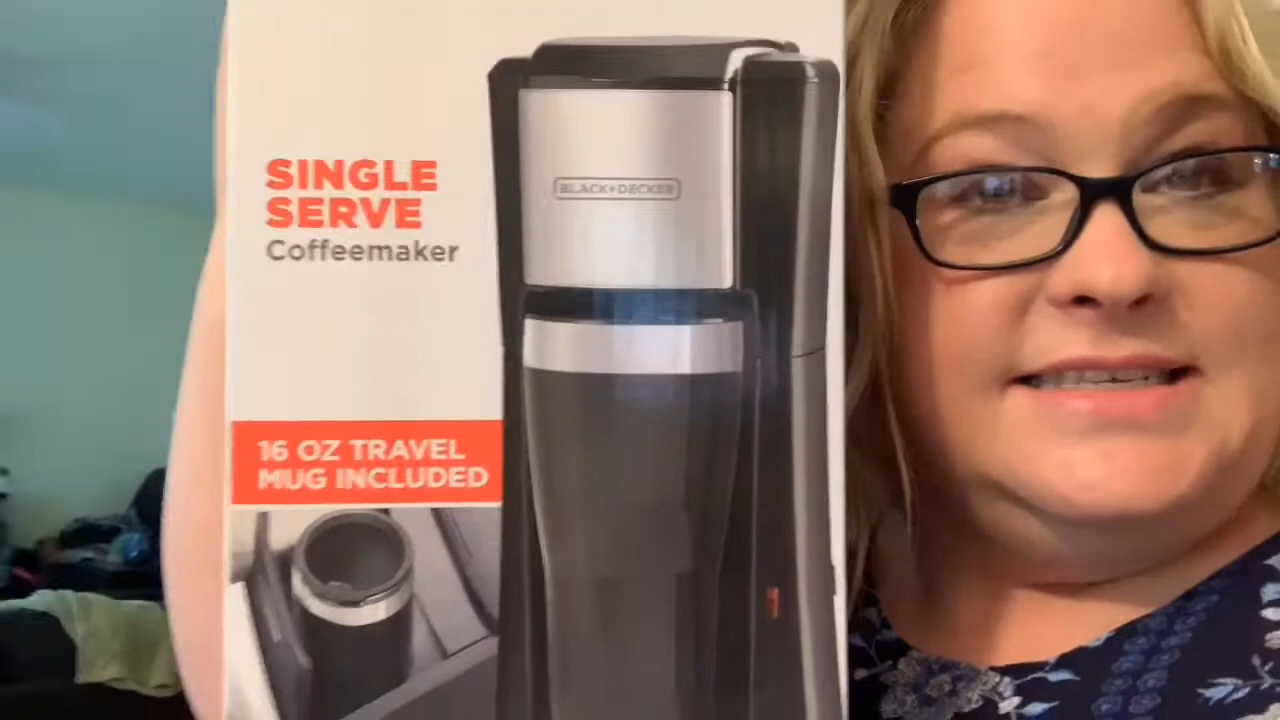 SINGLE
SERVE
Coffeemaker
BLACK+DECKER
16 OZ TRAVEL
MUG INCLUDED